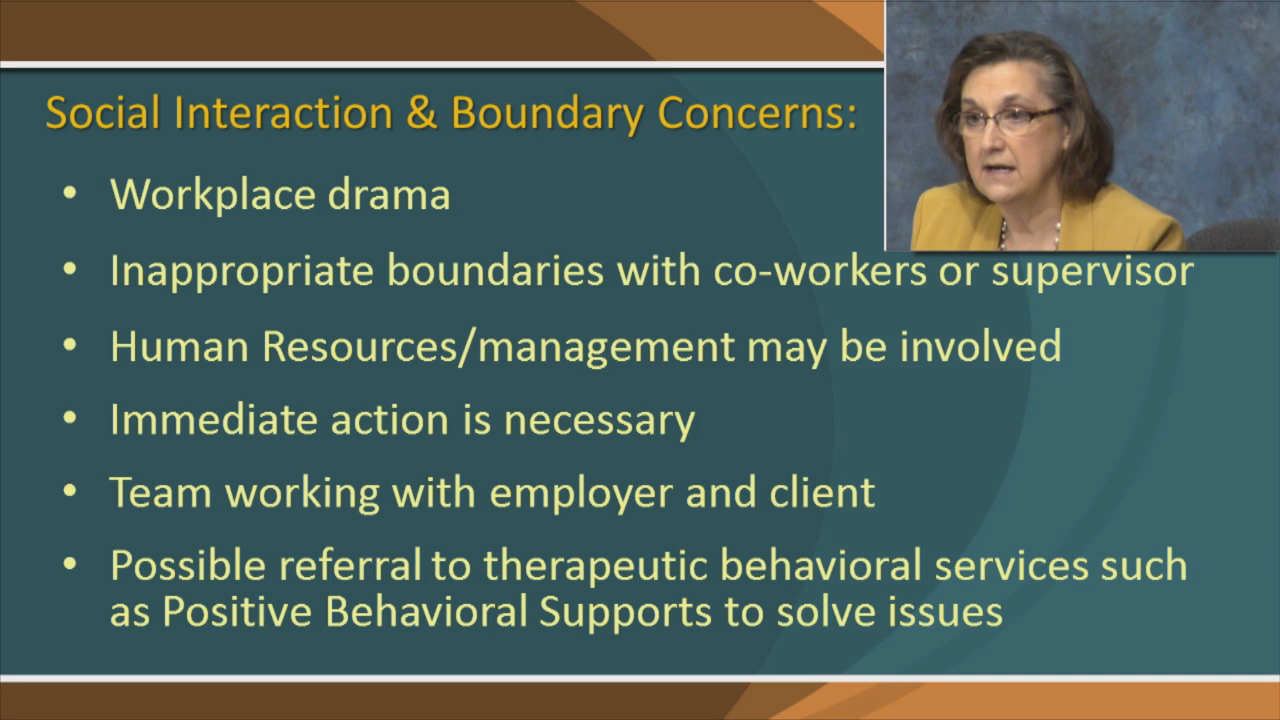 Social Interaction & Boundary Concerns:
• Workplace drama
• Inappropriate boundaries with co-workers or supervisor
• Human Resources/management may be involved
• Immediate action is necessary
• Team working with employer and client
• Possible referral to therapeutic behavioral services such
as Positive Behavioral Supports to solve issues